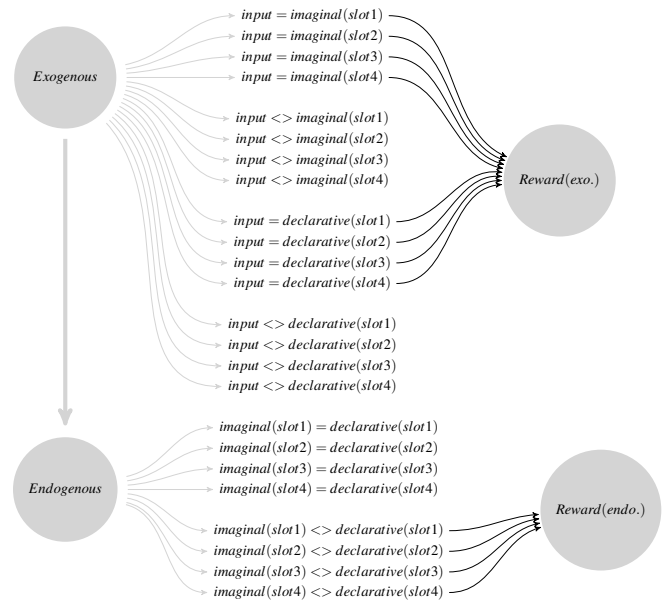 input = imaginal(slot1)
input = imaginal(slot2)
input = imaginal(slot3)
input = imaginal(slot4)
Exogenous
input <> imaginal(slot1)
input <> imaginal(slot2)
input <> imaginal(slot3)
input <> imaginal(slot4)
Reward(exo.)
input = declarative(slot1)
input = declarative(slot2)
input = declarative(slot3)
input = declarative(slot4)
input <> declarative(slot1)
input <> declarative(slot2)
input <> declarative(slot3)
input <> declarative(slot4)
imaginal(slot1) = declarative(slot1)
imaginal(slot2) = declarative(slot2)
imaginal(slot3) = declarative(slot3)
imaginal(slot4) = declarative(slot4)
Endogenous
Reward(endo.)
imaginal(slot1) <> declarative(slot1)
imaginal(slot2) <> declarative(slot2)
imaginal(slot3) <> declarative(slot3)
imaginal(slot4) <> declarative(slot4)